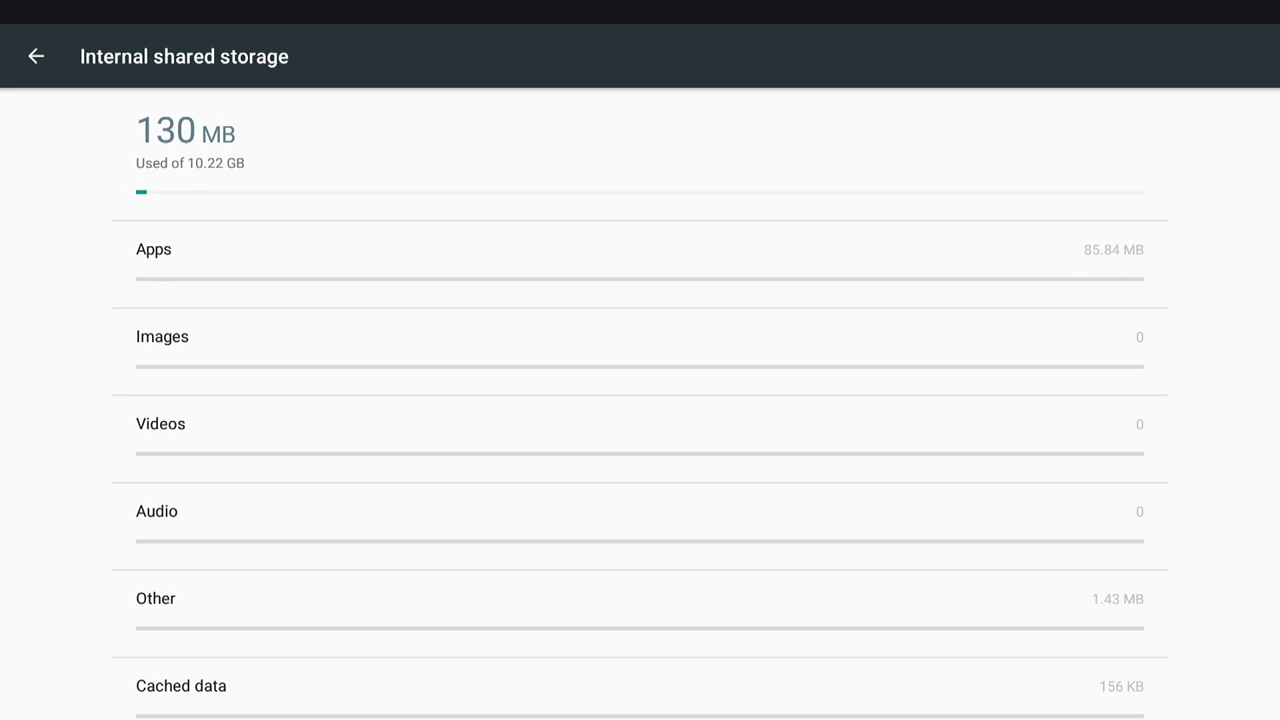 Internal shared storage
130 MB
Used of 10.22 GB
Apps 85.84 MB
Images 0
Videos 0
Audio 0
Other 1.43 MB
Cached data 156 KB